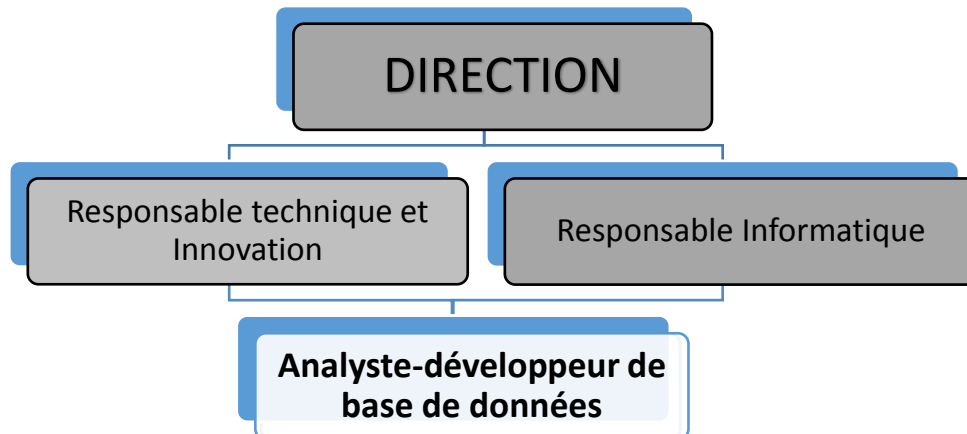 DIRECTION
Responsable technique et
Innovation
Responsable Informatique
Analyste-développeur de
base de données